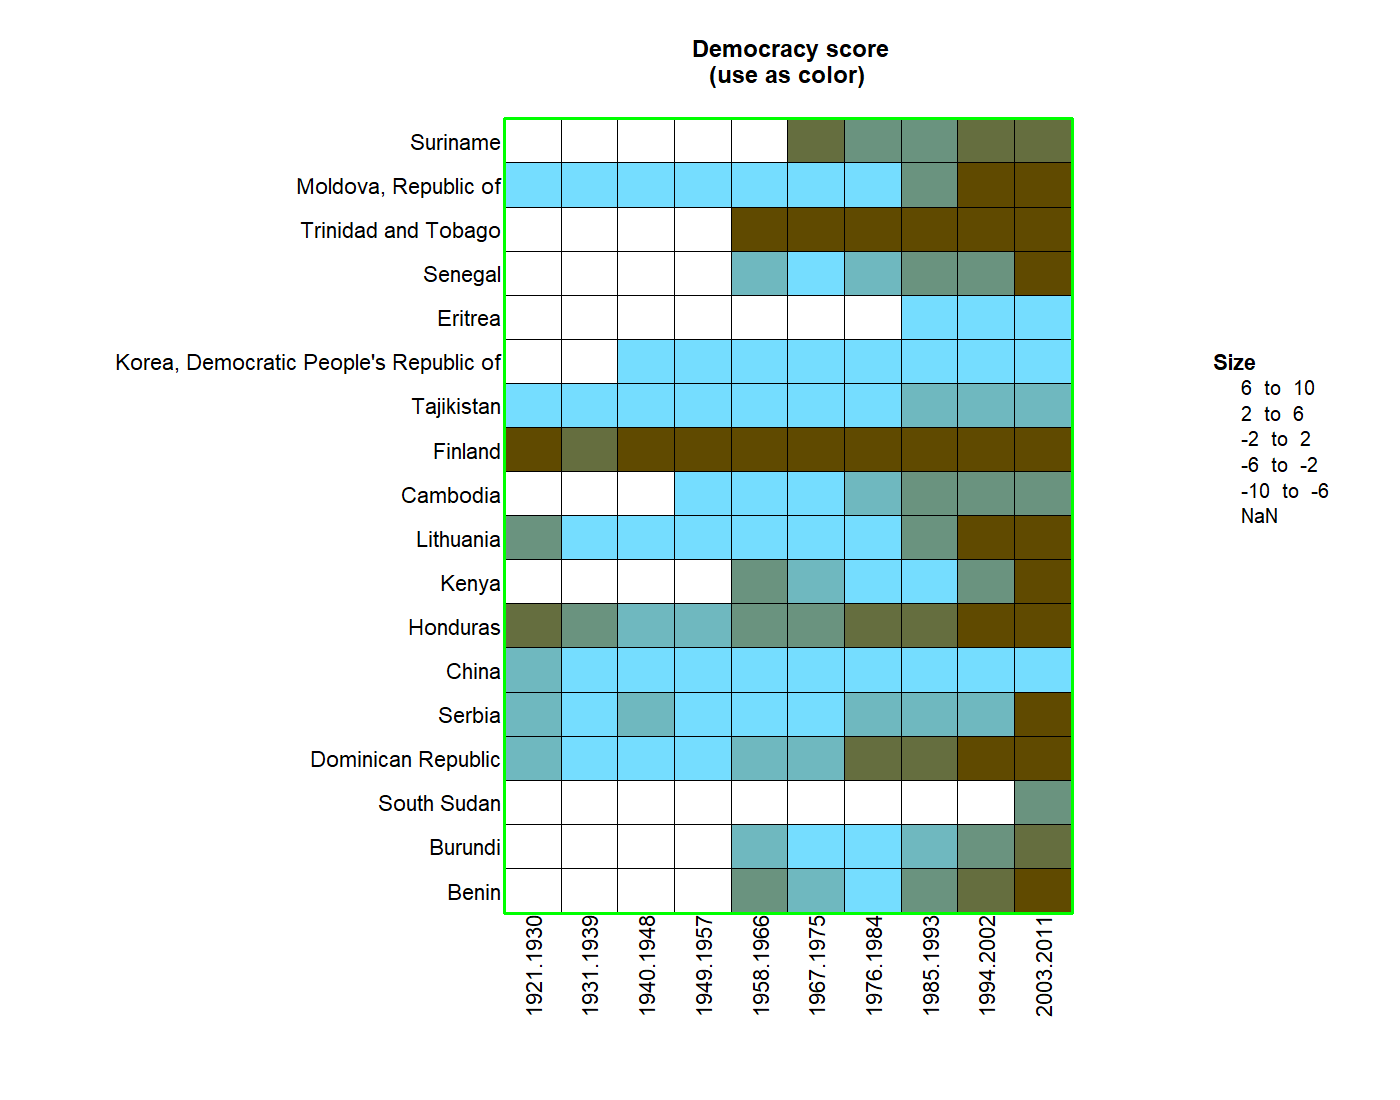 Democracy score
(use as color)
Suriname
Moldova, Republic of
Trinidad and Tobago
Senegal
Eritrea
Korea, Democratic People's Republic of
Tajikistan
Finland
Cambodia
Lithuania
Kenya
Honduras
China
Serbia
Dominican Republic
South Sudan
Burundi
Benin
1921.1930
1931.1939
1940.1948
1949.1957
1958.1966
1967.1975
1976.1984
1985.1993
1994.2002
2003.2011
Size
6 to 10
2 to 6
-2 to 2
-6 to -2
-10 to -6
NaN